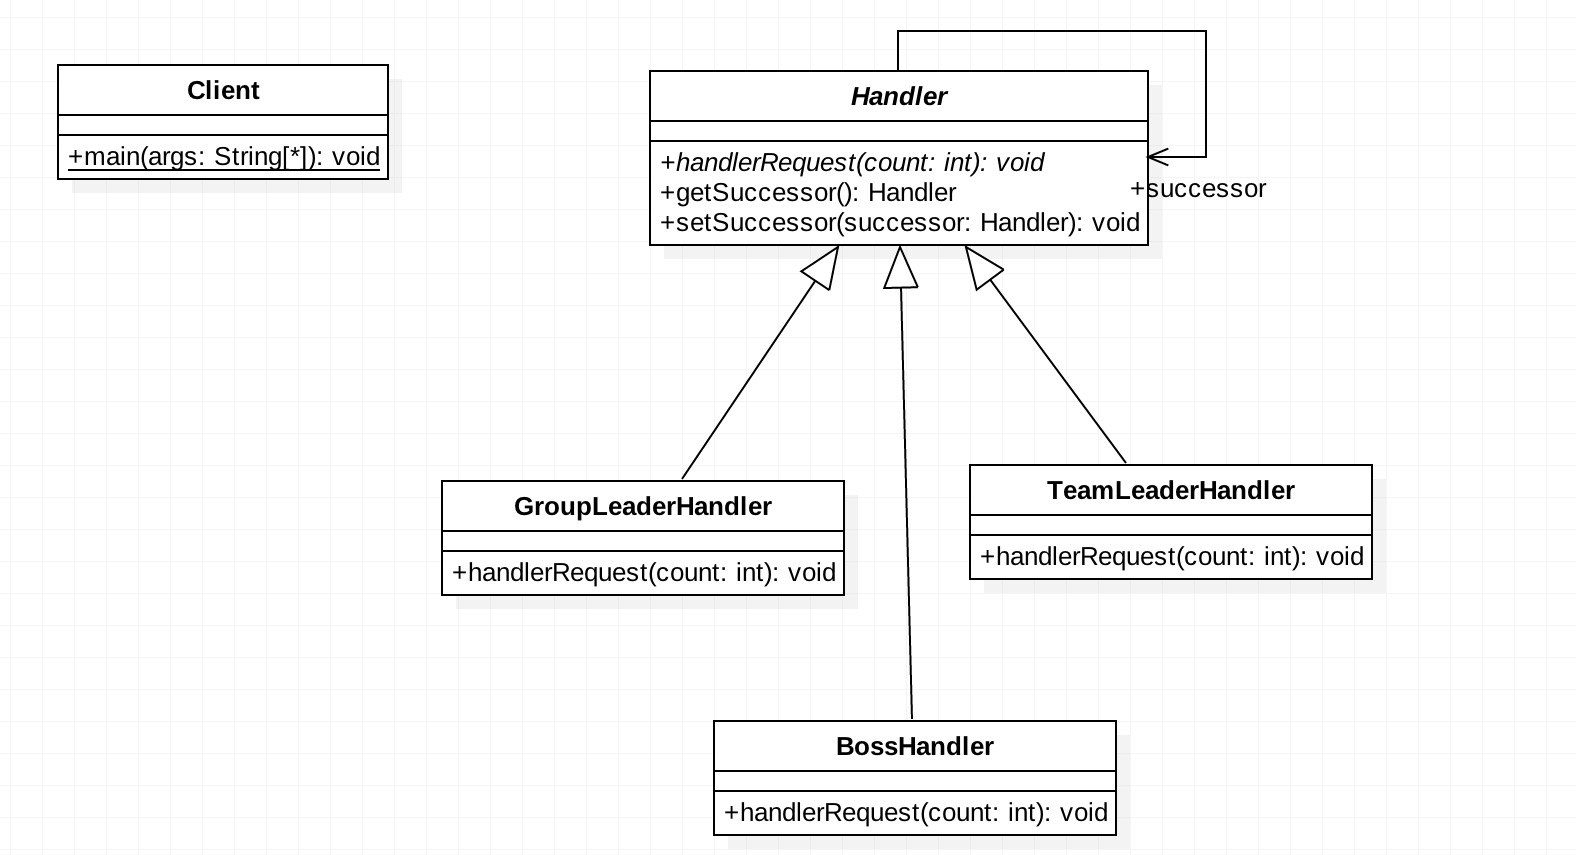 Client
+main(args: String[*]): void
Handler
+handlerRequest(count: int): void
+getSuccessor(): Handler
+setSuccessor(successor: Handler): void
+successor
GroupLeaderHandler
+handlerRequest(count: int): void
TeamLeaderHandler
+handlerRequest(count: int): void
BossHandler
+handlerRequest(count: int): void